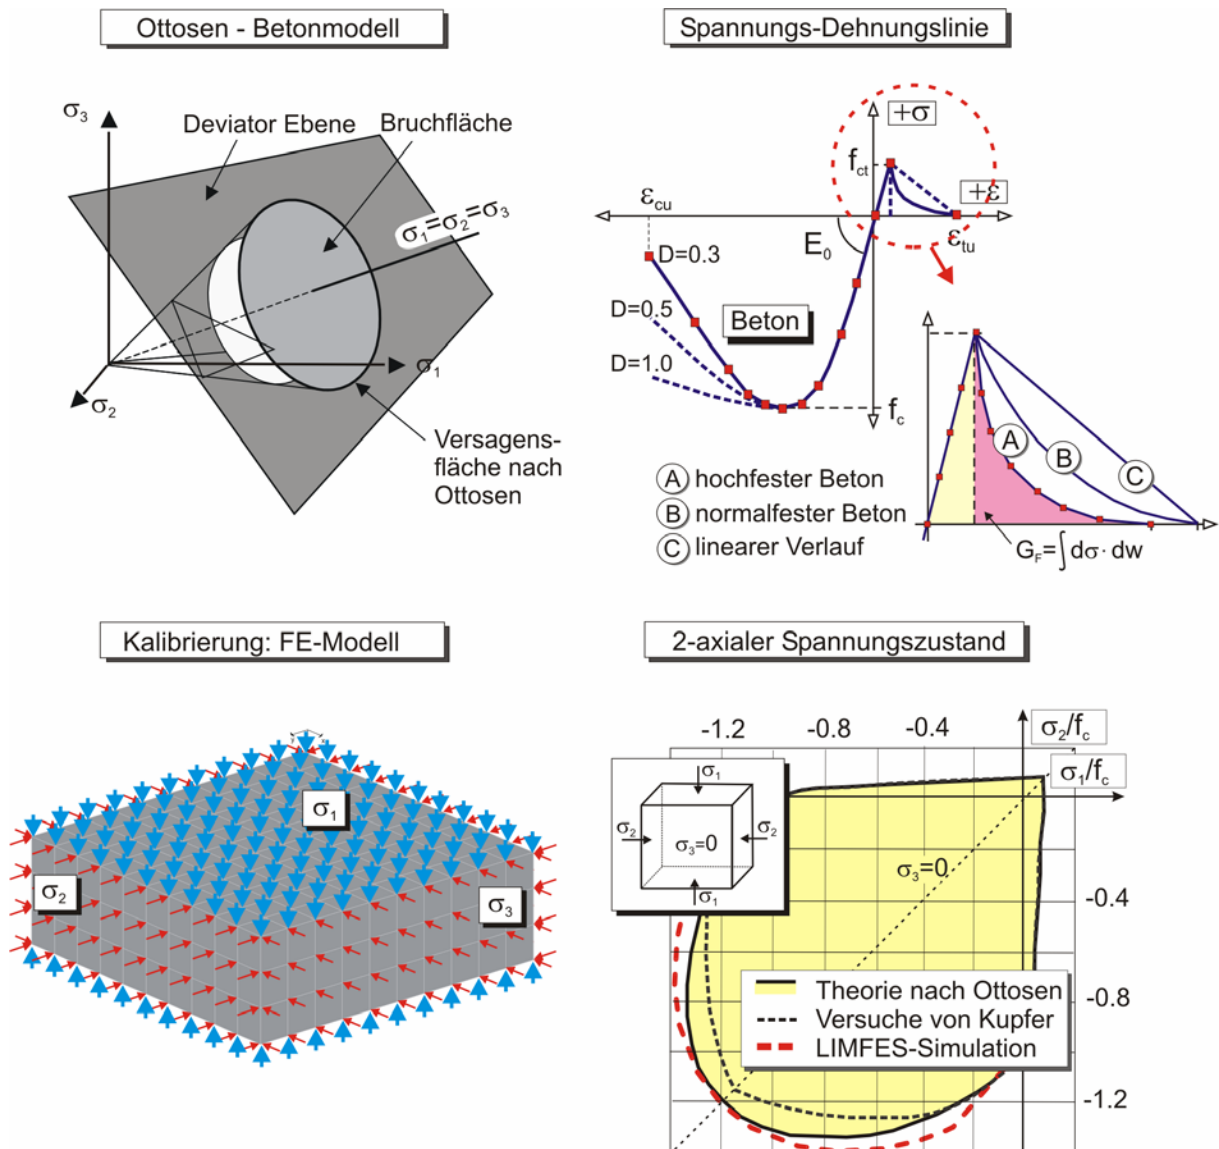 Ottosen - Betonmodell
σ3
Deviator Ebene
Bruchfläche
σ1=σ2=σ3
σ1
σ2
Versagens-
fläche nach
Ottosen
Spannungs-Dehnungslinie
+σ
fct
+ε
εcu
εtu
E0
D=0.3
D=0.5
Beton
D=1.0
fc
A hochfester Beton
B normalfester Beton
C linearer Verlauf
A
B
C
GF=∫dσ·dw
Kalibrierung: FE-Modell
σ1
σ2
σ3
2-axialer Spannungszustand
-1.2 -0.8 -0.4
σ2/fc
σ1/fc
σ1
σ2
σ3=0
σ2
σ1
σ3=0
-0.4
Theorie nach Ottosen
-0.8
Versuche von Kupfer
LIMFES-Simulation
-1.2